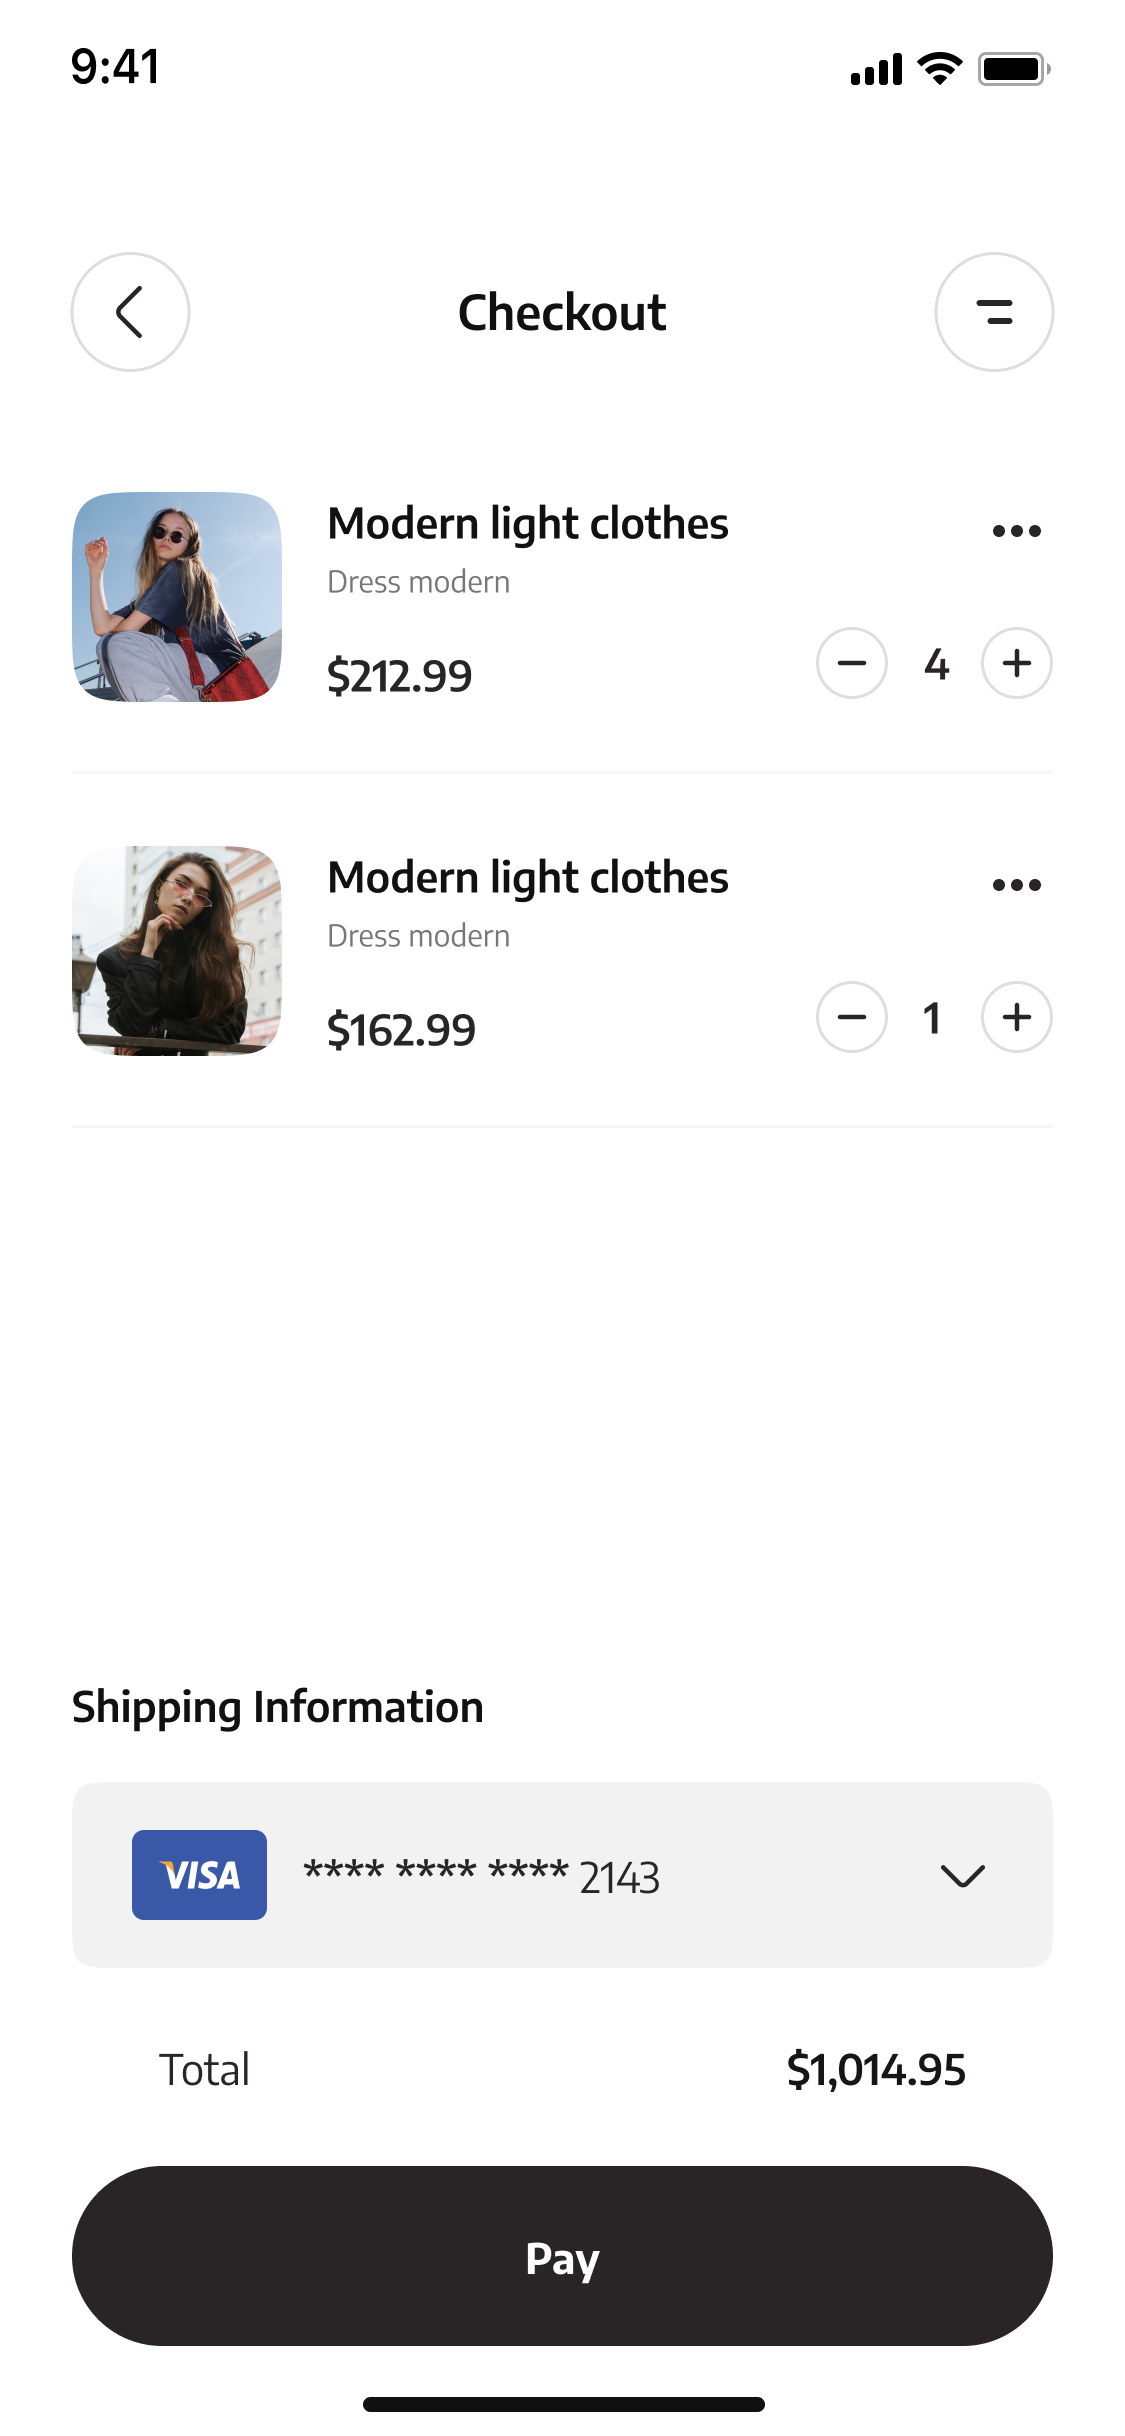 9:41
Checkout
Modern light clothes
Dress modern
$212.99
4
Modern light clothes
Dress modern
$162.99
1
Shipping Information
VISA **** **** **** 2143
Total $1,014.95
Pay